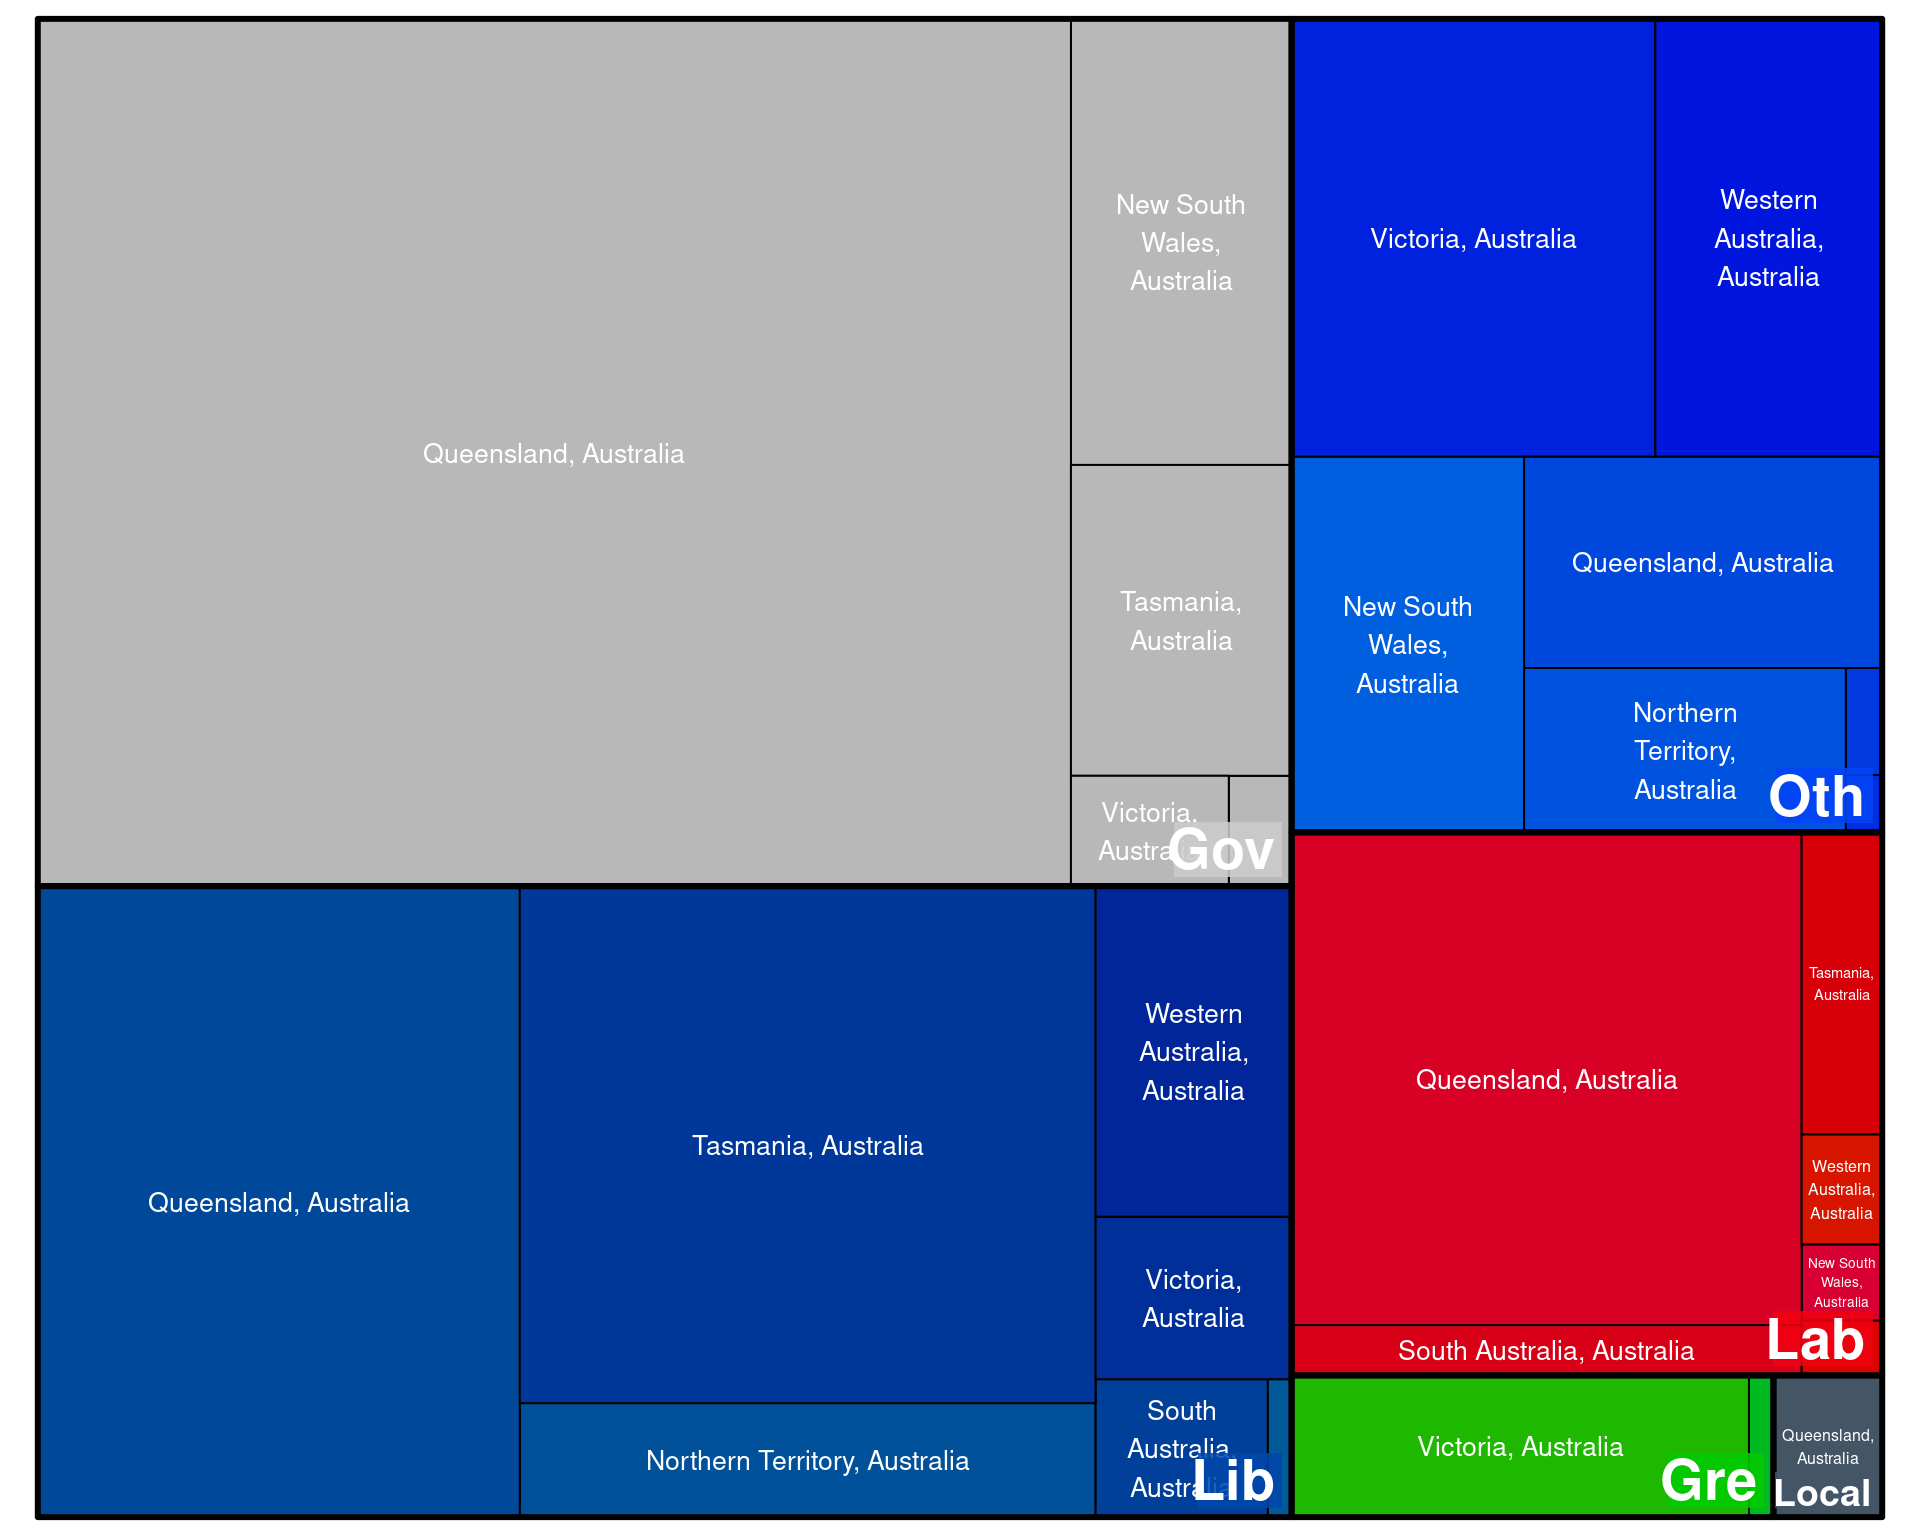 Queensland, Australia
New South
Wales,
Australia
Tasmania,
Australia
Victoria,
Australia
Gov
Queensland, Australia
Tasmania, Australia
Northern Territory, Australia
Western
Australia,
Australia
Victoria,
Australia
South
Australia,
Australia
Lib
Victoria, Australia
Western
Australia,
Australia
New South
Wales,
Australia
Queensland, Australia
Northern
Territory,
Australia
Oth
Queensland, Australia
Tasmania,
Australia
Western
Australia,
Australia
New South
Wales,
Australia
South Australia, Australia
Lab
Victoria, Australia
Gre
Queensland,
Australia
Local